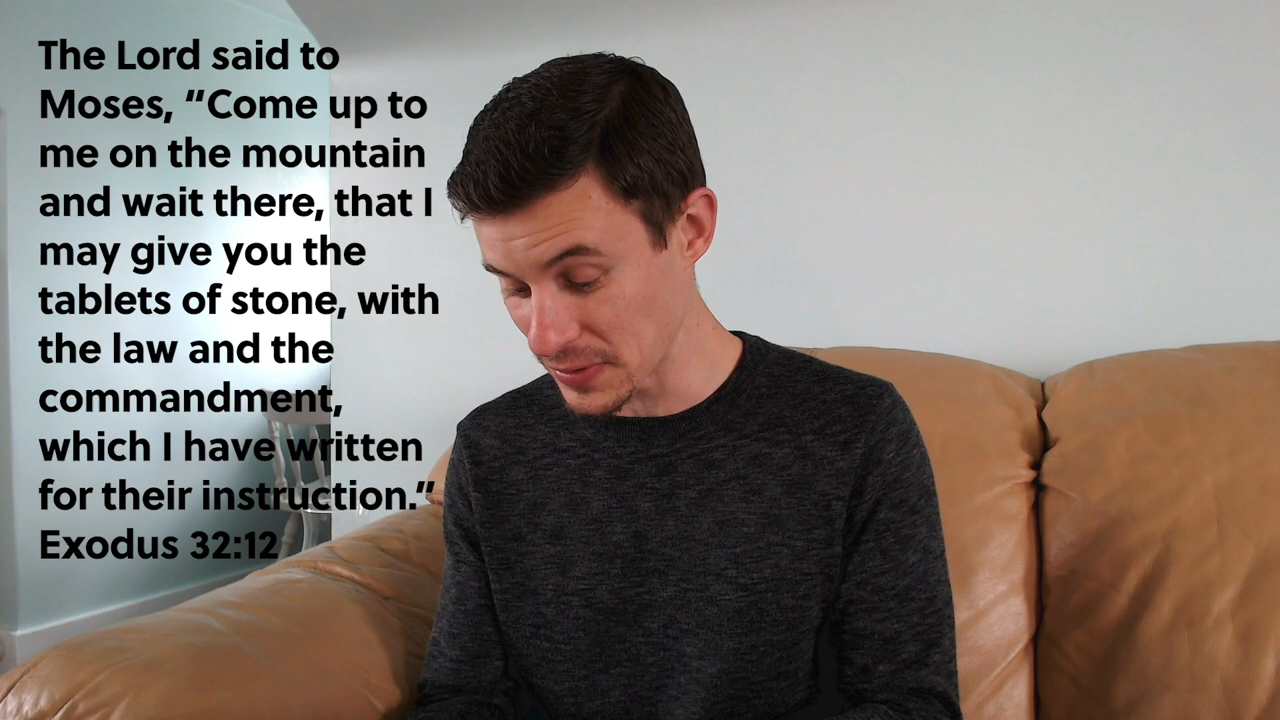 The Lord said to
Moses, “Come up to
me on the mountain
and wait there, that I
may give you the
tablets of stone, with
the law and the
commandment,
which I have written
for their instruction.”
Exodus 32:12